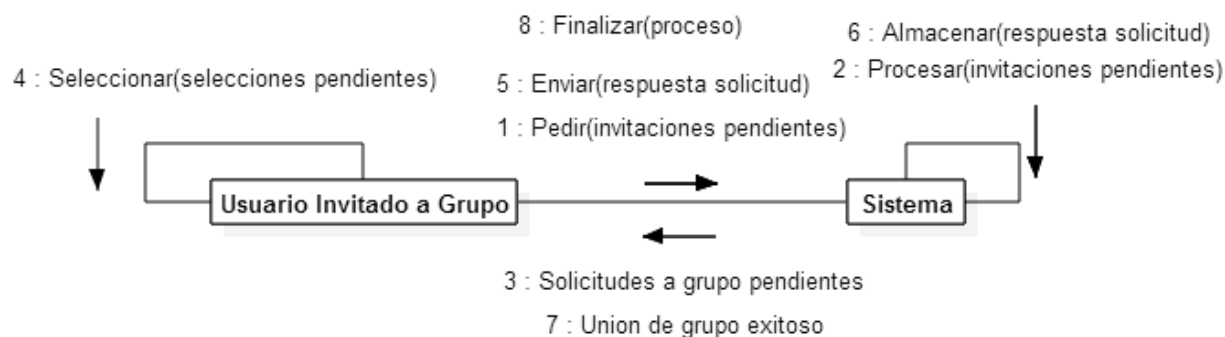 8 : Finalizar(proceso)
6 : Almacenar(respuesta solicitud)
4 : Seleccionar(selecciones pendientes)
5 : Enviar(respuesta solicitud)
2 : Procesar(invitaciones pendientes)
1 : Pedir(invitaciones pendientes)
Usuario Invitado a Grupo
Sistema
3 : Solicitudes a grupo pendientes
7 : Union de grupo exitoso